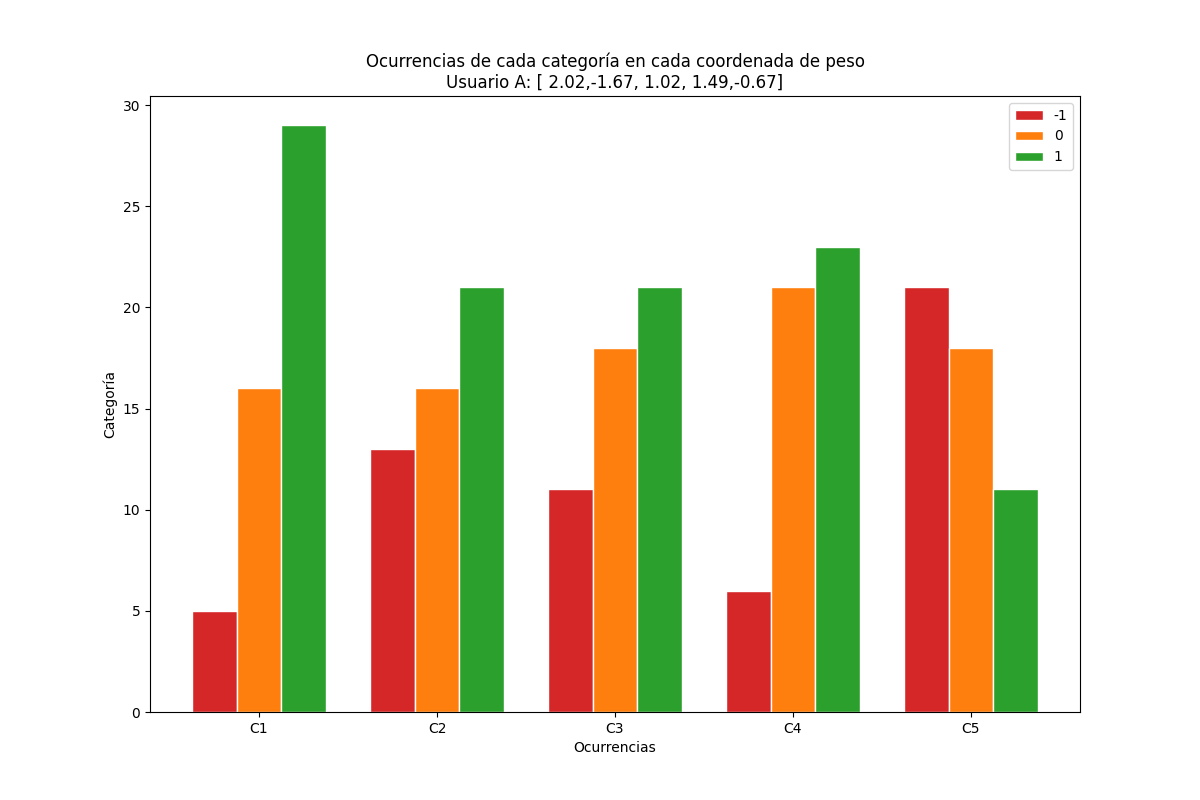 Ocurrencias de cada categoría en cada coordenada de peso
Usuario A: [ 2.02,-1.67, 1.02, 1.49,-0.67]
-1
0
1
30
25
20
15
10
5
0
Categoría
C1
C2
C3
C4
C5
Ocurrencias